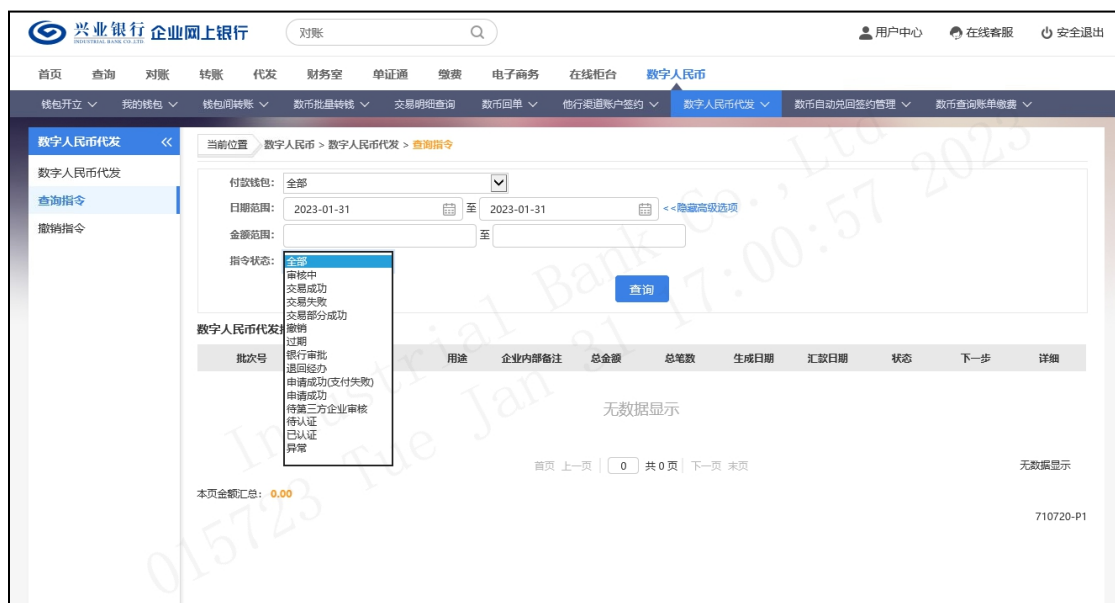 兴业银行 企业网上银行 对账 用户中心 在线客服 安全退出
INDUSTRIAL BANK CO.,LTD.
首页 查询 对账 转账 代发 财务室 单证通 缴费 电子商务 在线柜台 数字人民币
钱包开立 我的钱包 钱包间转账 数币批量转钱 交易明细查询 数币回单 他行渠道账户签约 数字人民币代发 数币自动兑回签约管理 数币查询账单缴费
数字人民币代发 «
数字人民币代发
查询指令
撤销指令
当前位置 数字人民币 > 数字人民币代发 > 查询指令
付款钱包： 全部
日期范围： 2023-01-31 至 2023-01-31 <<隐藏高级选项
金额范围： 至
指令状态： 全部
审核中
交易成功
交易失败
交易部分成功
撤销
过期
银行审批
退回经办
申请成功(支付失败)
申请成功
待第三方企业审核
待认证
已认证
异常
查询
数字人民币代发
批次号 用途 企业内部备注 总金额 总笔数 生成日期 汇款日期 状态 下一步 详细
无数据显示
首页 上一页 0 共 0 页 下一页 末页 无数据显示
本页金额汇总： 0.00
710720-P1
Industrial Bank Co., Ltd
015723 Tue Jan 31 17:00:57 2023